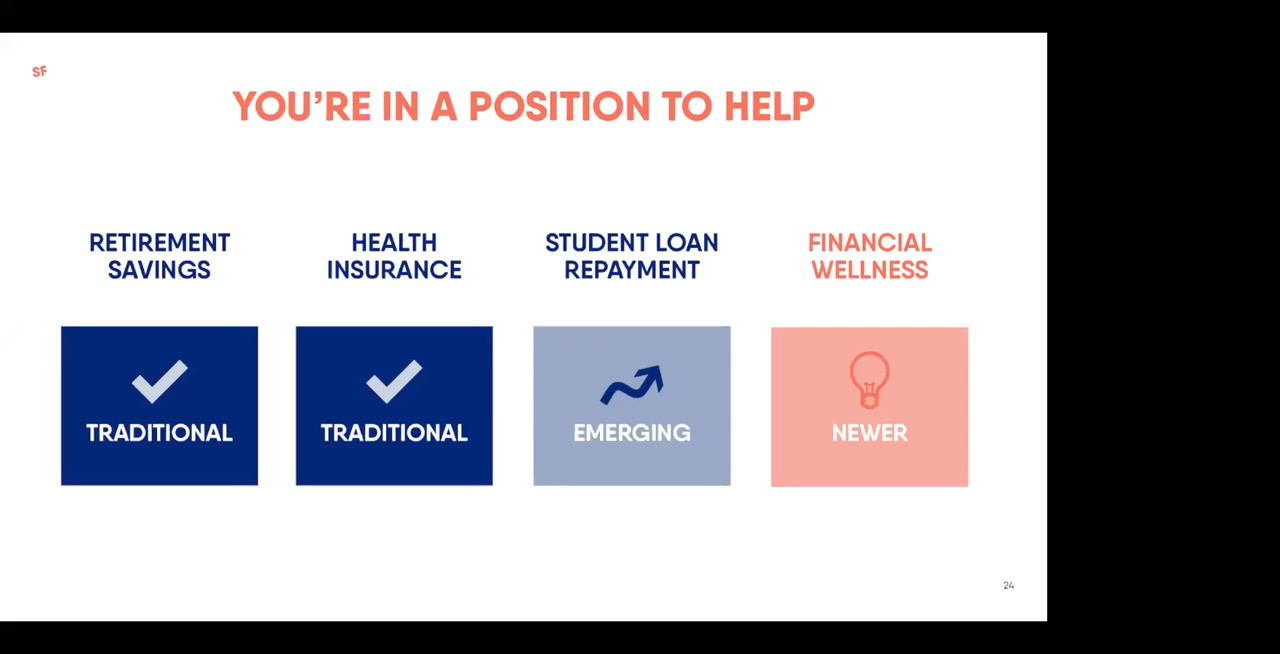 SF
YOU'RE IN A POSITION TO HELP
RETIREMENT
SAVINGS
HEALTH
INSURANCE
STUDENT LOAN
REPAYMENT
FINANCIAL
WELLNESS
TRADITIONAL
TRADITIONAL
EMERGING
NEWER
24